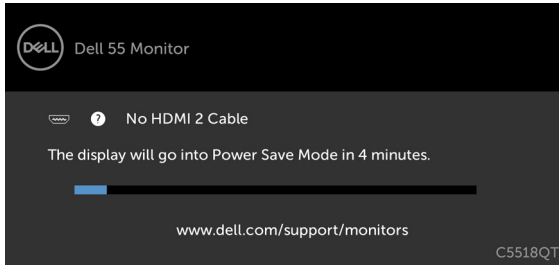 DELL
Dell 55 Monitor
? No HDMI 2 Cable
The display will go into Power Save Mode in 4 minutes.
www.dell.com/support/monitors
C5518QT